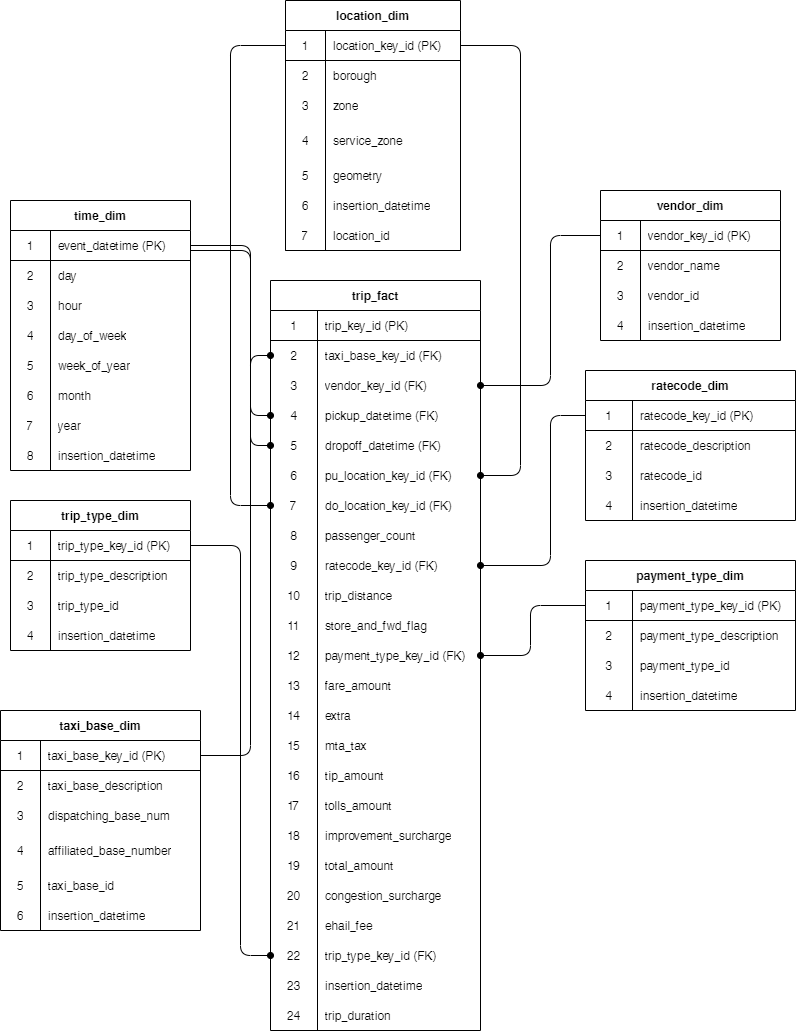 location_dim
1 location_key_id (PK)
2 borough
3 zone
4 service_zone
5 geometry
6 insertion_datetime
7 location_id
time_dim
1 event_datetime (PK)
2 day
3 hour
4 day_of_week
5 week_of_year
6 month
7 year
8 insertion_datetime
vendor_dim
1 vendor_key_id (PK)
2 vendor_name
3 vendor_id
4 insertion_datetime
trip_fact
1 trip_key_id (PK)
2 taxi_base_key_id (FK)
3 vendor_key_id (FK)
4 pickup_datetime (FK)
5 dropoff_datetime (FK)
6 pu_location_key_id (FK)
7 do_location_key_id (FK)
8 passenger_count
9 ratecode_key_id (FK)
10 trip_distance
11 store_and_fwd_flag
12 payment_type_key_id (FK)
13 fare_amount
14 extra
15 mta_tax
16 tip_amount
17 tolls_amount
18 improvement_surcharge
19 total_amount
20 congestion_surcharge
21 ehail_fee
22 trip_type_key_id (FK)
23 insertion_datetime
24 trip_duration
ratecode_dim
1 ratecode_key_id (PK)
2 ratecode_description
3 ratecode_id
4 insertion_datetime
trip_type_dim
1 trip_type_key_id (PK)
2 trip_type_description
3 trip_type_id
4 insertion_datetime
payment_type_dim
1 payment_type_key_id (PK)
2 payment_type_description
3 payment_type_id
4 insertion_datetime
taxi_base_dim
1 taxi_base_key_id (PK)
2 taxi_base_description
3 dispatching_base_num
4 affiliated_base_number
5 taxi_base_id
6 insertion_datetime